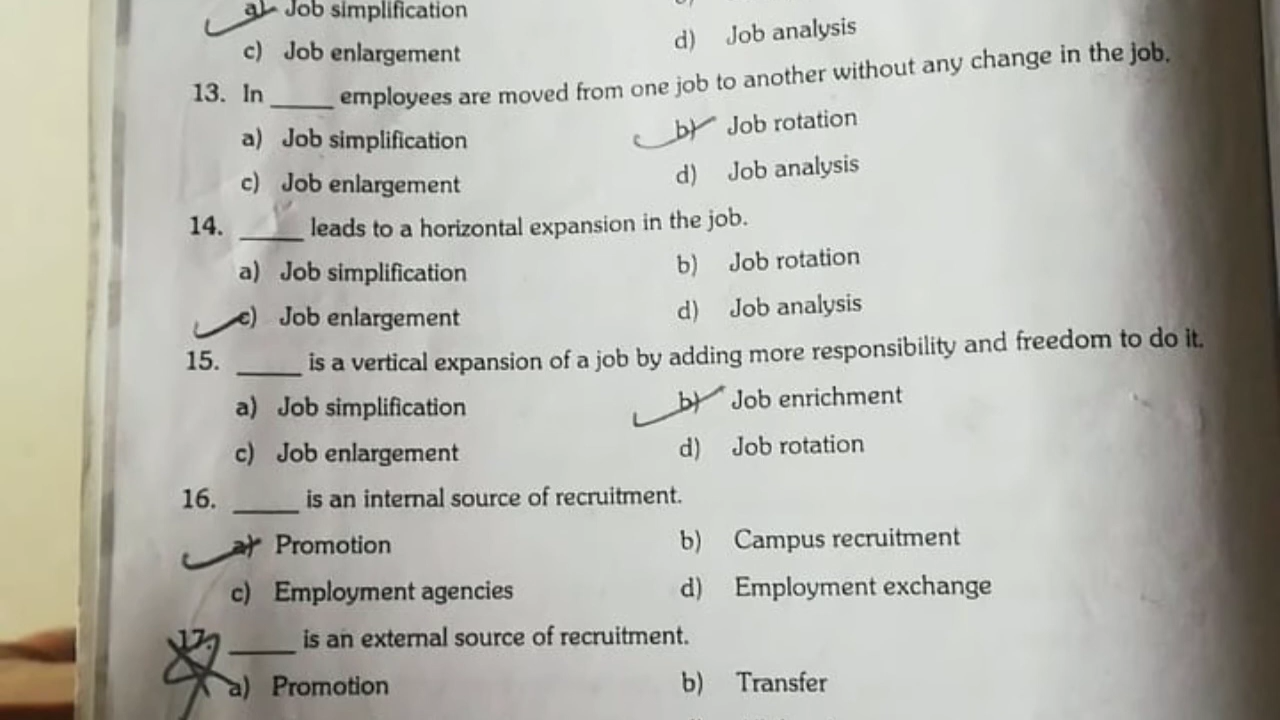 a) Job simplification
c) Job enlargement d) Job analysis
13. In _____ employees are moved from one job to another without any change in the job.
a) Job simplification b) Job rotation
c) Job enlargement d) Job analysis
14. _____ leads to a horizontal expansion in the job.
a) Job simplification b) Job rotation
c) Job enlargement d) Job analysis
15. _____ is a vertical expansion of a job by adding more responsibility and freedom to do it.
a) Job simplification b) Job enrichment
c) Job enlargement d) Job rotation
16. _____ is an internal source of recruitment.
a) Promotion b) Campus recruitment
c) Employment agencies d) Employment exchange
17. _____ is an external source of recruitment.
a) Promotion b) Transfer